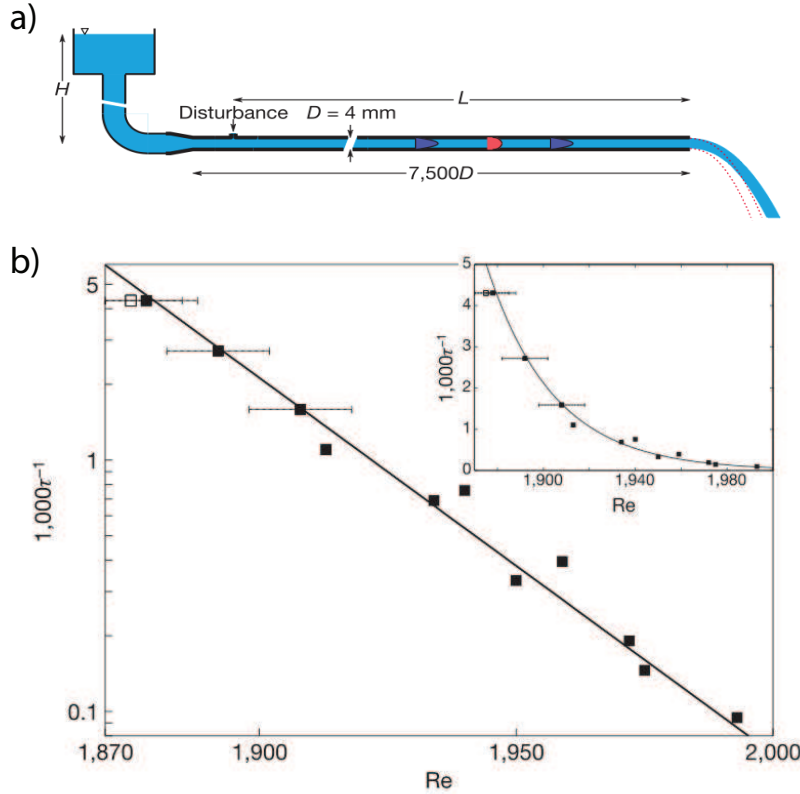 a)
H
Disturbance D = 4 mm
L
7,500D
b)
1,000τ⁻¹
5
1
0.1
1,870
1,900
1,950
2,000
Re
1,000τ⁻¹
5
4
3
2
1
0
1,900
1,940
1,980
Re